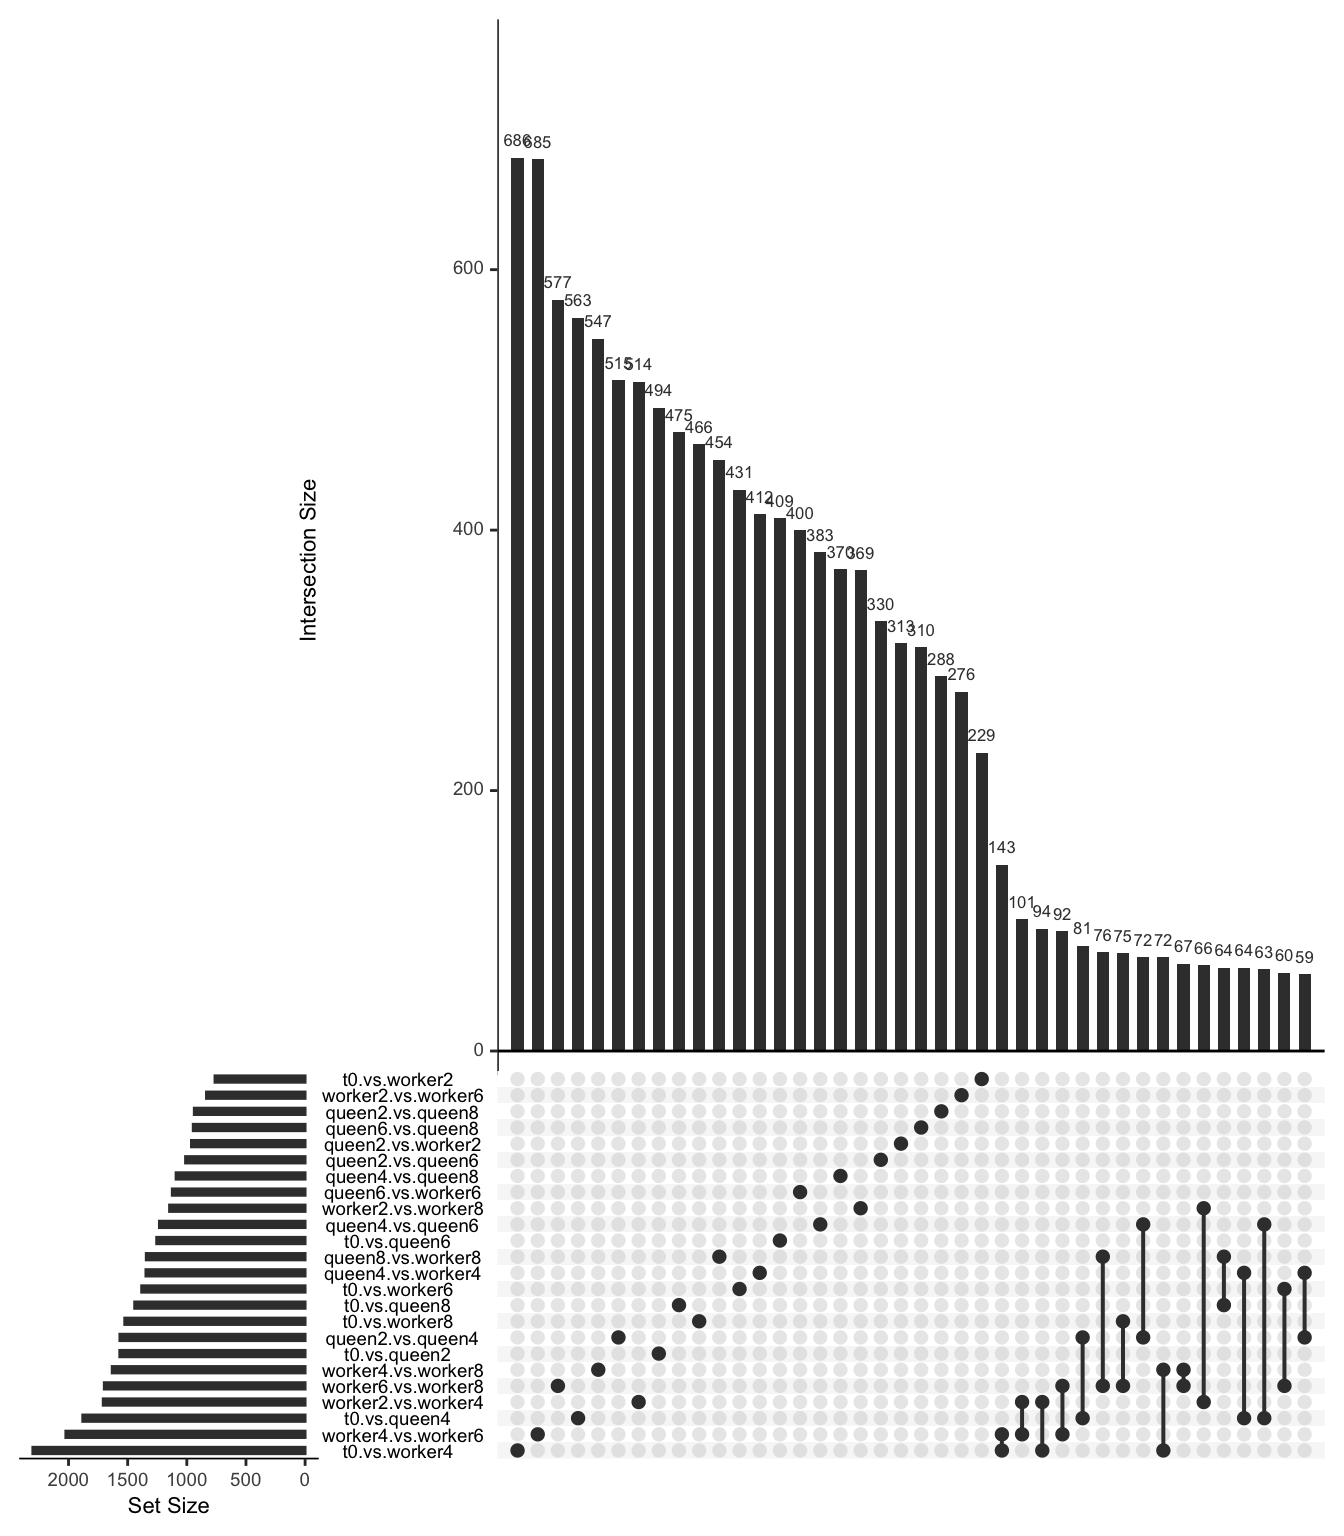 686
685
577
563
547
515
514
494
475
466
454
431
412
409
400
383
370
369
330
313
310
288
276
229
143
101
94
92
81
76
75
72
72
67
66
64
64
63
60
59
600
400
200
0
Intersection Size
t0.vs.worker2
worker2.vs.worker6
queen2.vs.queen8
queen6.vs.queen8
queen2.vs.worker2
queen2.vs.queen6
queen4.vs.queen8
queen6.vs.worker6
worker2.vs.worker8
queen4.vs.queen6
t0.vs.queen6
queen8.vs.worker8
queen4.vs.worker4
t0.vs.worker6
t0.vs.queen8
t0.vs.worker8
queen2.vs.queen4
t0.vs.queen2
worker4.vs.worker8
worker6.vs.worker8
worker2.vs.worker4
t0.vs.queen4
worker4.vs.worker6
t0.vs.worker4
2000 1500 1000 500 0
Set Size